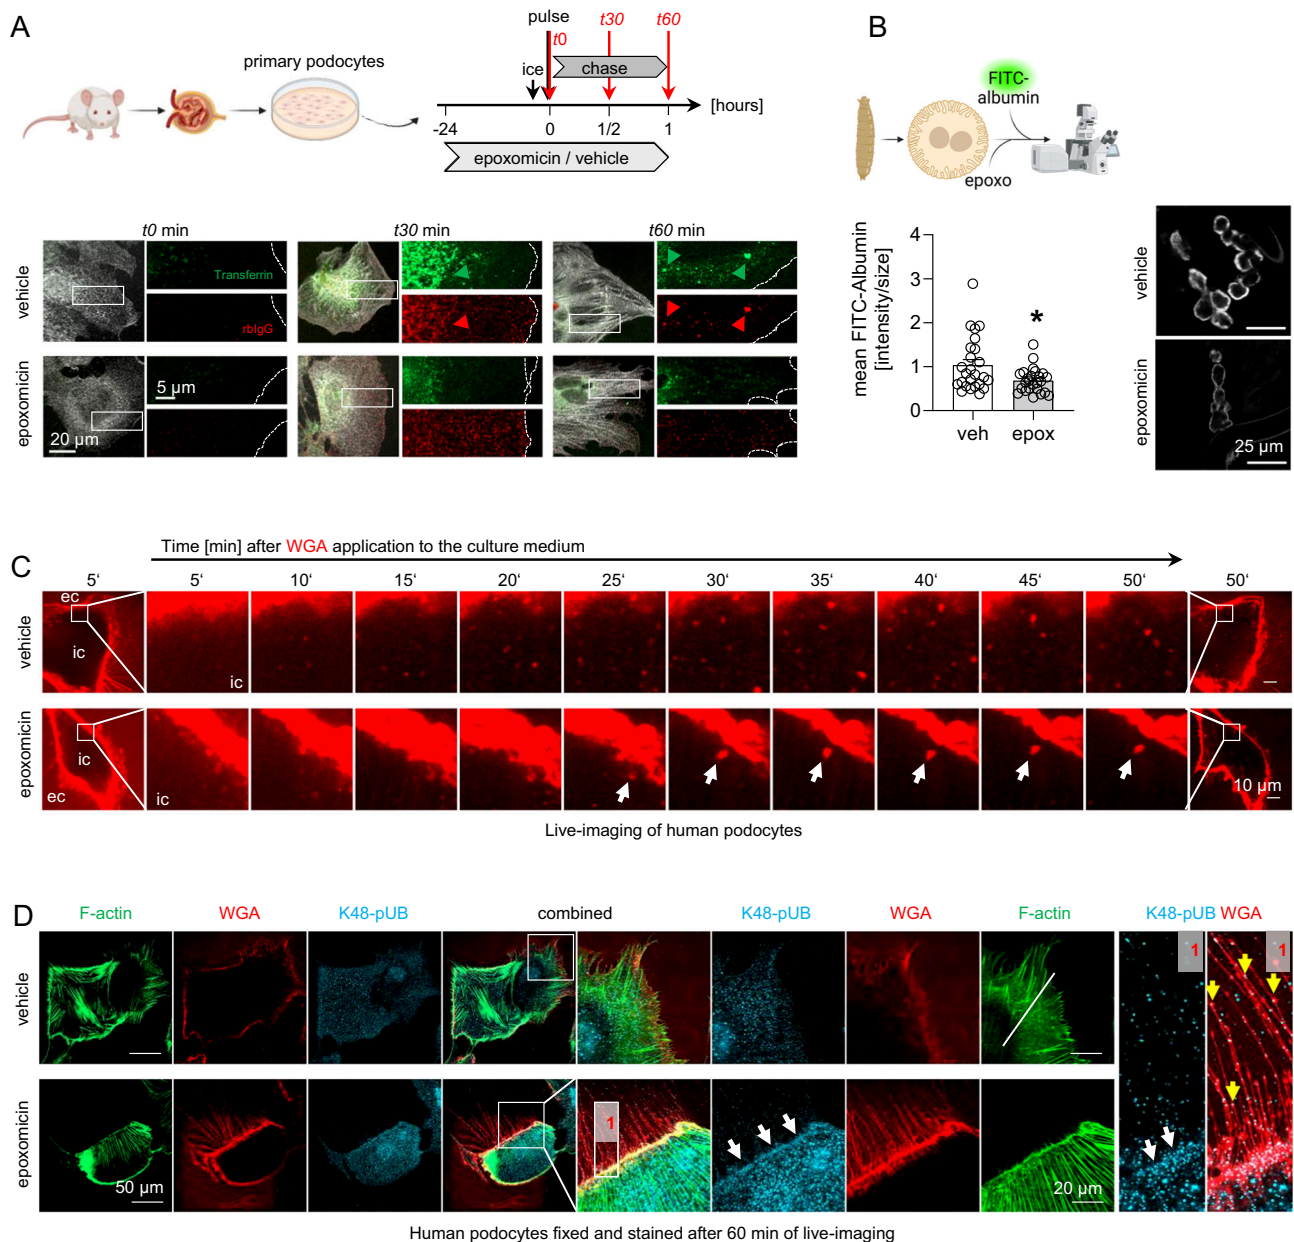 A
primary podocytes
pulse
t0
t30
t60
ice
chase
[hours]
-24
0
1/2
1
epoxomicin / vehicle
t0 min
t30 min
t60 min
vehicle
Transferrin
rbIgG
epoxomicin
5 µm
20 µm
B
FITC-
albumin
epoxo
mean FITC-Albumin
[intensity/size]
4
3
2
1
0
*
veh
epox
vehicle
epoxomicin
25 µm
C
Time [min] after WGA application to the culture medium
5‘ 5‘ 10‘ 15‘ 20‘ 25‘ 30‘ 35‘ 40‘ 45‘ 50‘ 50‘
vehicle
ec
ic
ic
epoxomicin
ic
ec
ic
10 µm
Live-imaging of human podocytes
D
F-actin WGA K48-pUB combined K48-pUB WGA F-actin K48-pUB WGA
vehicle
1
1
epoxomicin
1
50 µm
20 µm
Human podocytes fixed and stained after 60 min of live-imaging